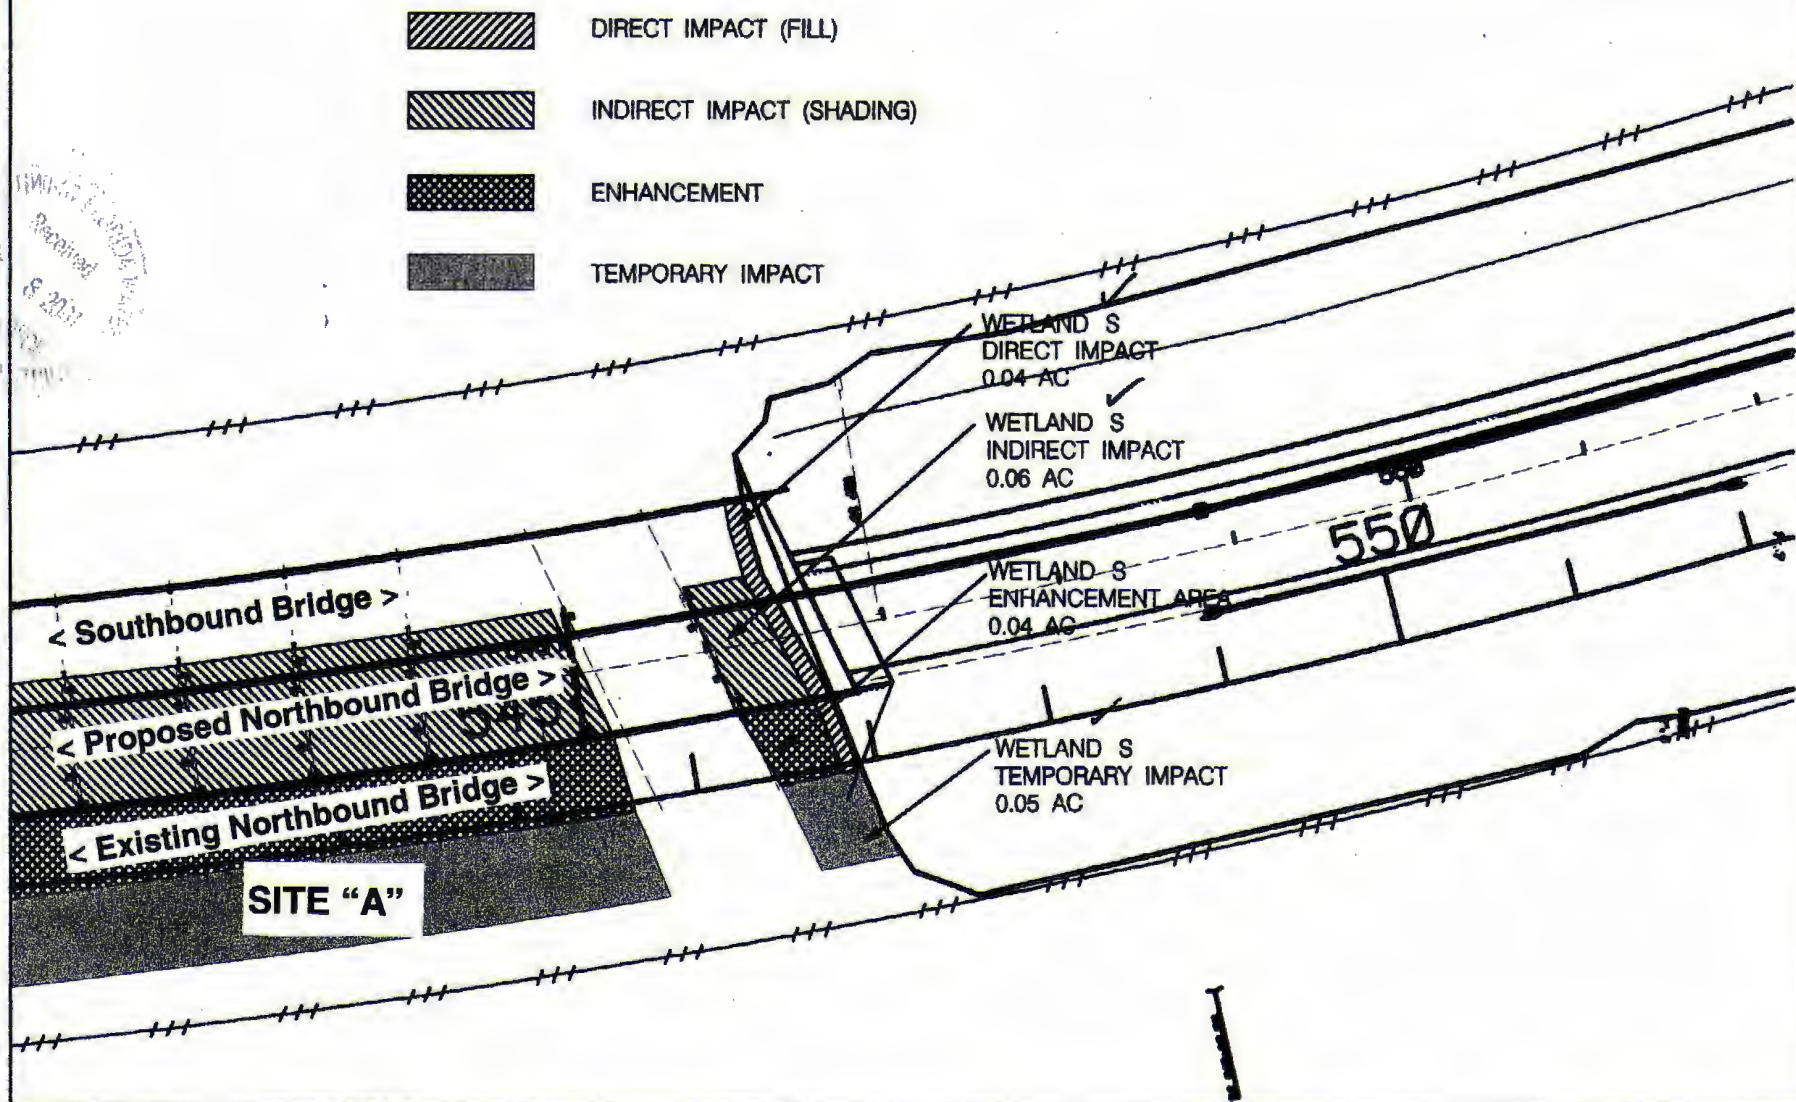 DIRECT IMPACT (FILL)
INDIRECT IMPACT (SHADING)
ENHANCEMENT
TEMPORARY IMPACT
Received
WETLAND S
DIRECT IMPACT
0.04 AC
WETLAND S
INDIRECT IMPACT
0.06 AC
WETLAND S
ENHANCEMENT AREA
0.04 AC
WETLAND S
TEMPORARY IMPACT
0.05 AC
550
545
< Southbound Bridge >
< Proposed Northbound Bridge >
< Existing Northbound Bridge >
SITE “A”